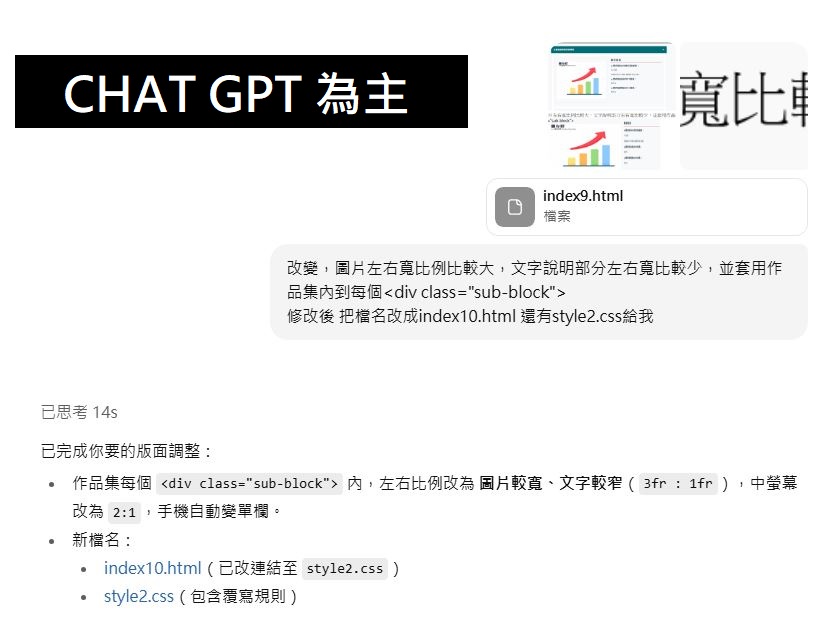 CHAT GPT 為主
寬比較
index9.html
檔案
改變，圖片左右寬比例比較大，文字說明部分左右寬比較少，並套用作
品集內到每個<div class="sub-block">
修改後 把檔名改成index10.html 還有style2.css給我
已思考 14s
已完成你要的版面調整：
作品集每個 <div class="sub-block"> 內，左右比例改為 圖片較寬、文字較窄（ 3fr : 1fr ），中螢幕
改為 2:1，手機自動變單欄。
新檔名：
index10.html（已改連結至 style2.css ）
style2.css（包含覆寫規則）